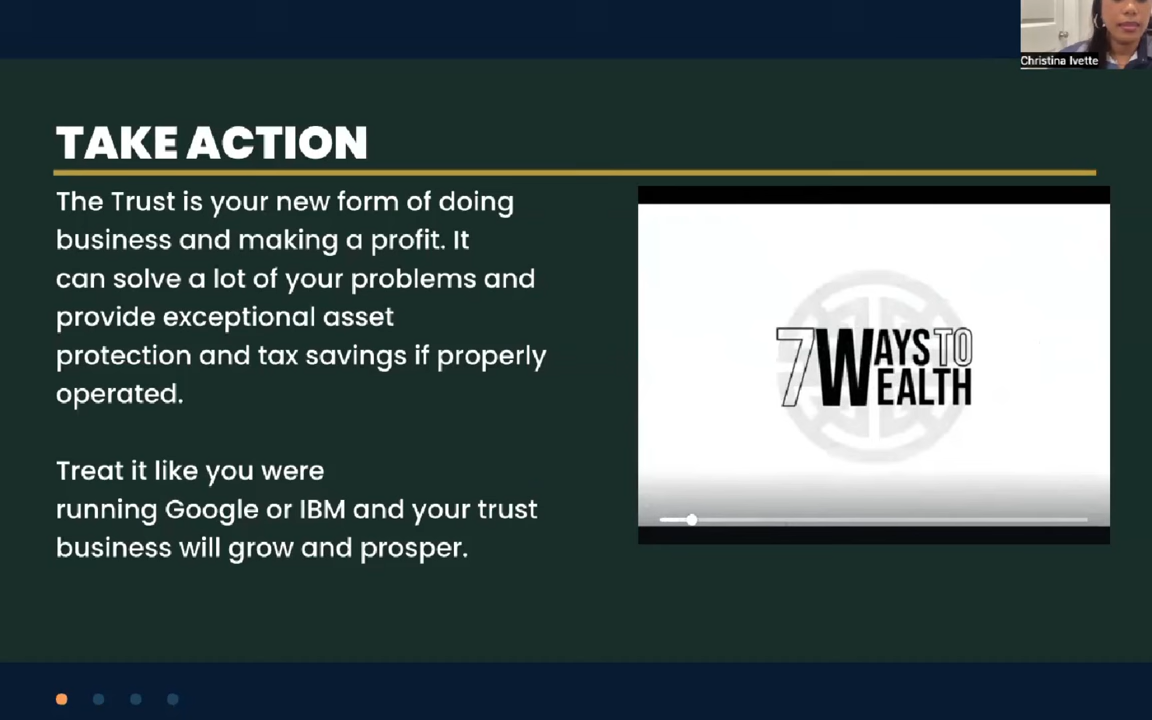 Christina Ivette
TAKE ACTION
The Trust is your new form of doing
business and making a profit. It
can solve a lot of your problems and
provide exceptional asset
protection and tax savings if properly
operated.
Treat it like you were
running Google or IBM and your trust
business will grow and prosper.
7 WAYS TO
WEALTH